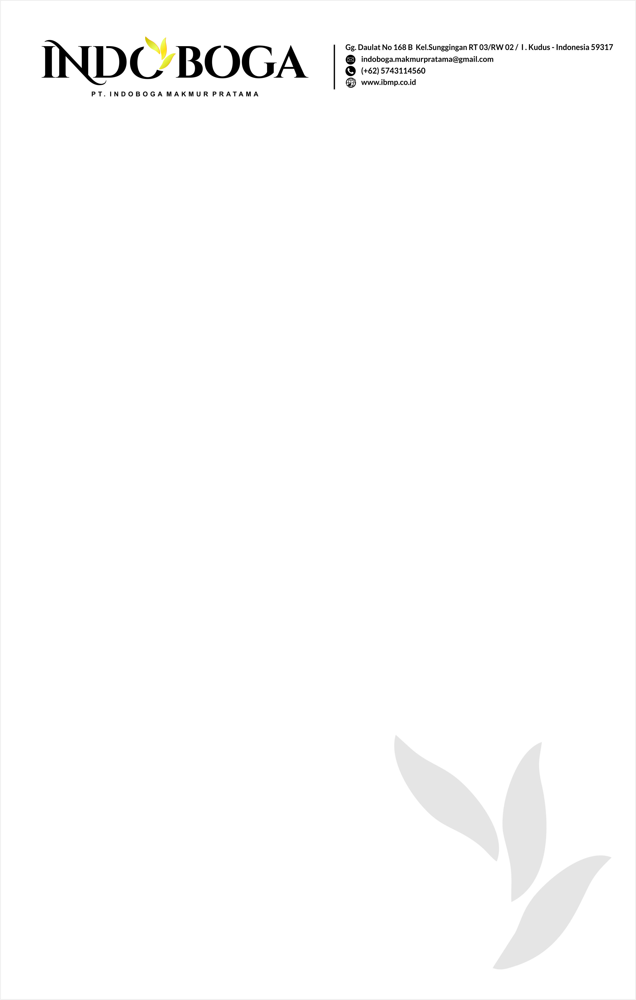 INDOBOGA
PT. INDOBOGA MAKMUR PRATAMA
Gg. Daulat No 168 B Kel.Sunggingan RT 03/RW 02 / I . Kudus - Indonesia 59317
indoboga.makmurpratama@gmail.com
(+62) 5743114560
www.ibmp.co.id